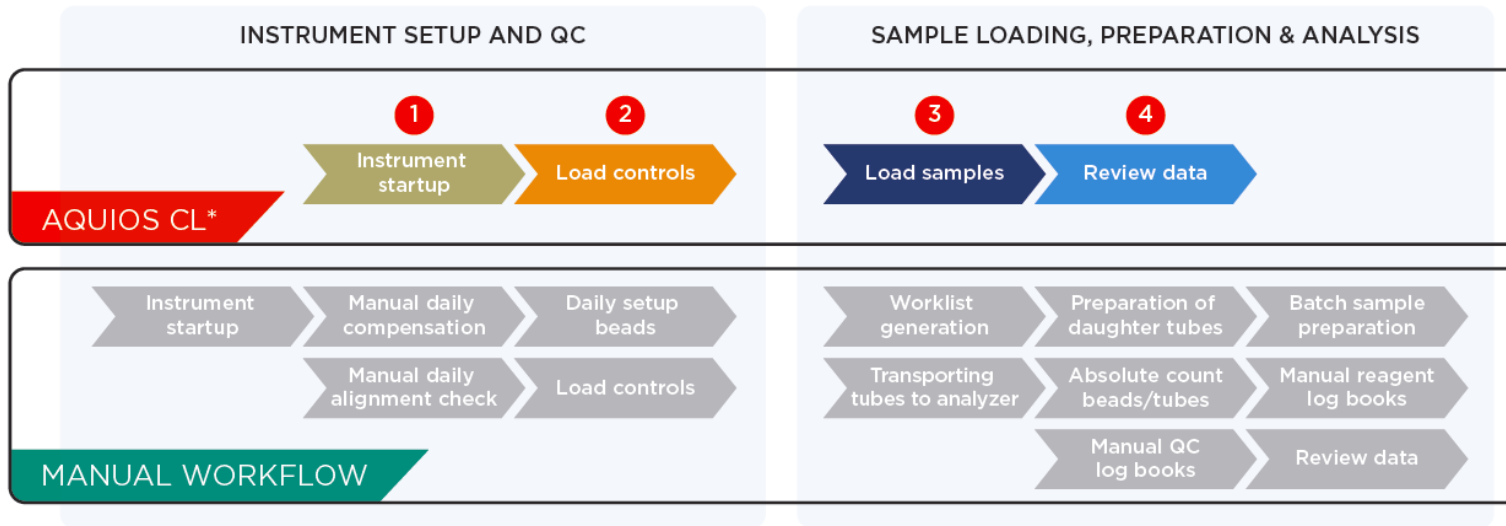 INSTRUMENT SETUP AND QC
SAMPLE LOADING, PREPARATION & ANALYSIS
1
2
3
4
Instrument
startup
Load controls
Load samples
Review data
AQUIOS CL*
Instrument
startup
Manual daily
compensation
Daily setup
beads
Worklist
generation
Preparation of
daughter tubes
Batch sample
preparation
Manual daily
alignment check
Load controls
Transporting
tubes to analyzer
Absolute count
beads/tubes
Manual reagent
log books
Manual QC
log books
Review data
MANUAL WORKFLOW